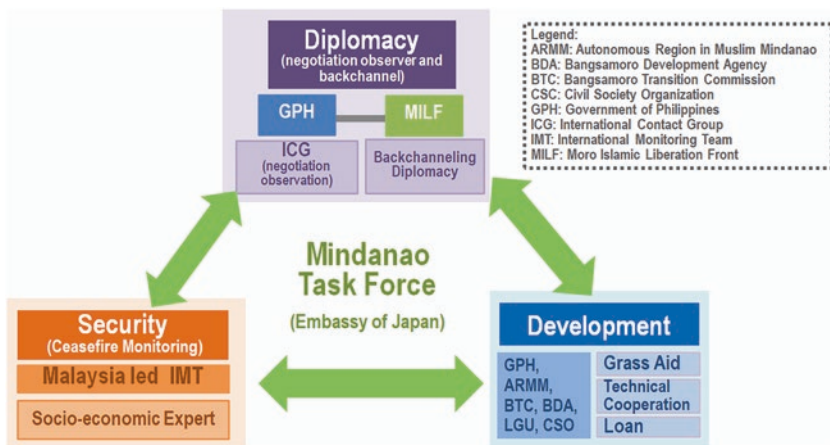 Diplomacy
(negotiation observer and
backchannel)
GPH
MILF
ICG
(negotiation
observation)
Backchanneling
Diplomacy
Legend:
ARMM: Autonomous Region in Muslim Mindanao
BDA: Bangsamoro Development Agency
BTC: Bangsamoro Transition Commission
CSC: Civil Society Organization
GPH: Government of Philippines
ICG: International Contact Group
IMT: International Monitoring Team
MILF: Moro Islamic Liberation Front
Mindanao
Task Force
(Embassy of Japan)
Security
(Ceasefire Monitoring)
Malaysia led IMT
Socio-economic Expert
Development
GPH,
ARMM,
BTC, BDA,
LGU, CSO
Grass Aid
Technical
Cooperation
Loan